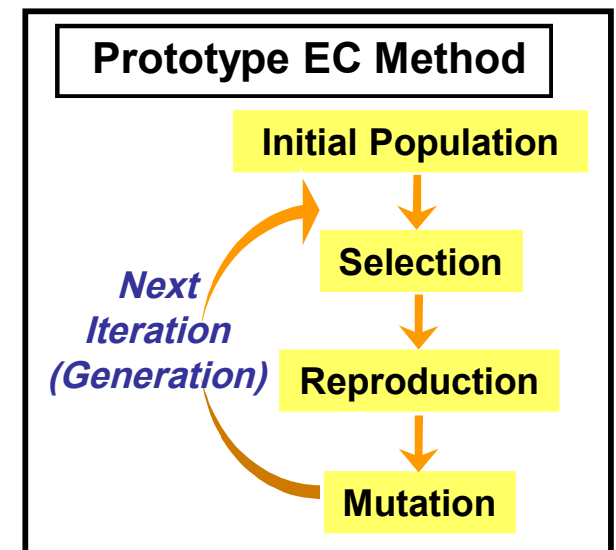 Prototype EC Method
Initial Population
Selection
Next
Iteration
(Generation)
Reproduction
Mutation